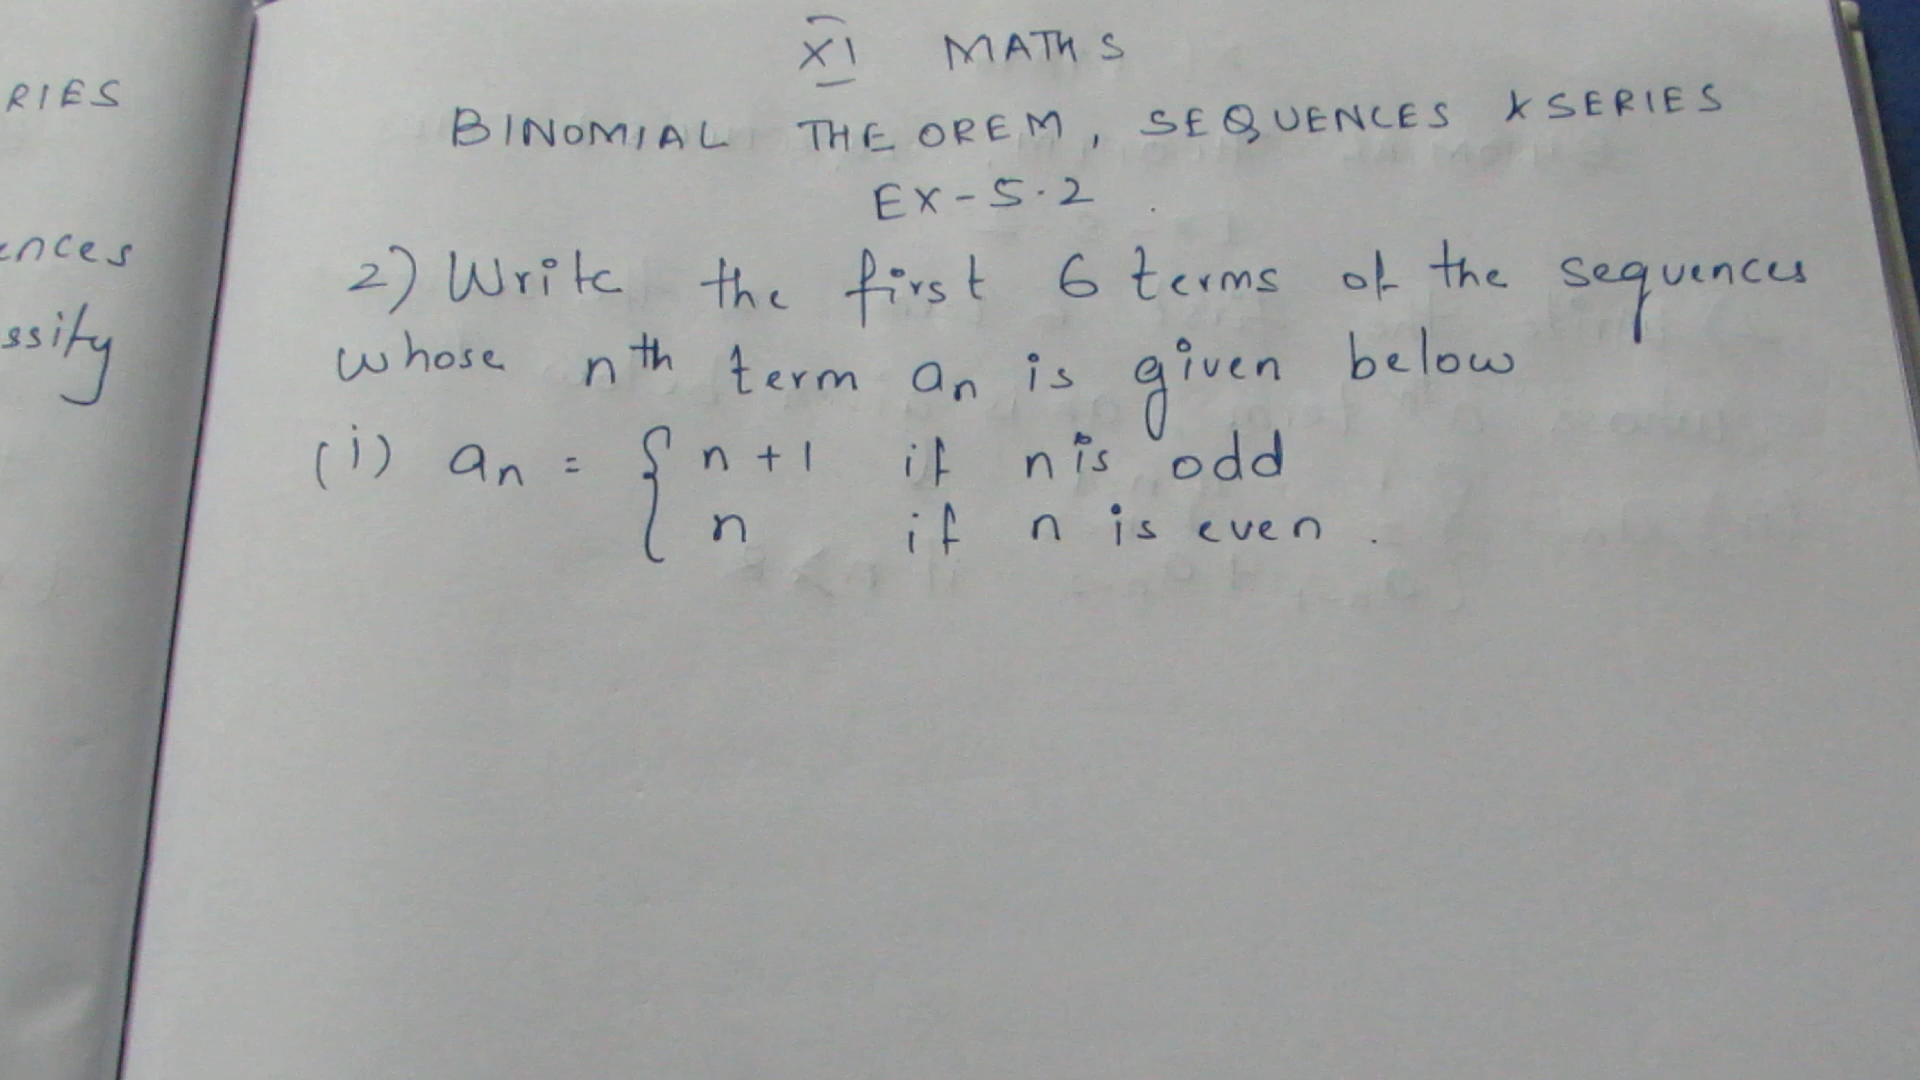 RIES
ences
ssify
XI MATHS
BINOMIAL THEOREM, SEQUENCES & SERIES
EX-5.2
2) Write the first 6 terms of the sequences
whose nth term an is given below
(i) an = { n+1 if n is odd
n if n is even.